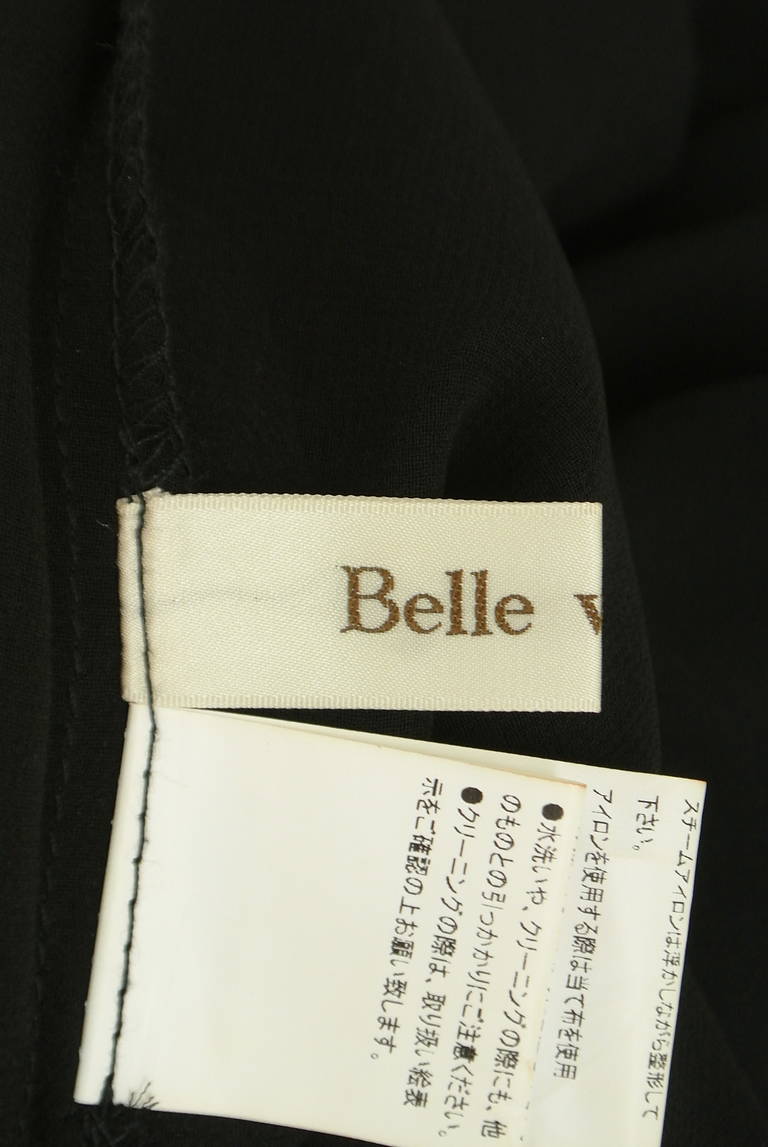 Belle
スチームアイロンは浮かしながら整形して
下さい。
アイロンを使用する際は当て布を使用
●水洗いや、クリーニングの際にも、他
のものとの引っかかりにご注意ください。
●クリーニングの際は、取り扱い絵表
示をご確認の上お願い致します。